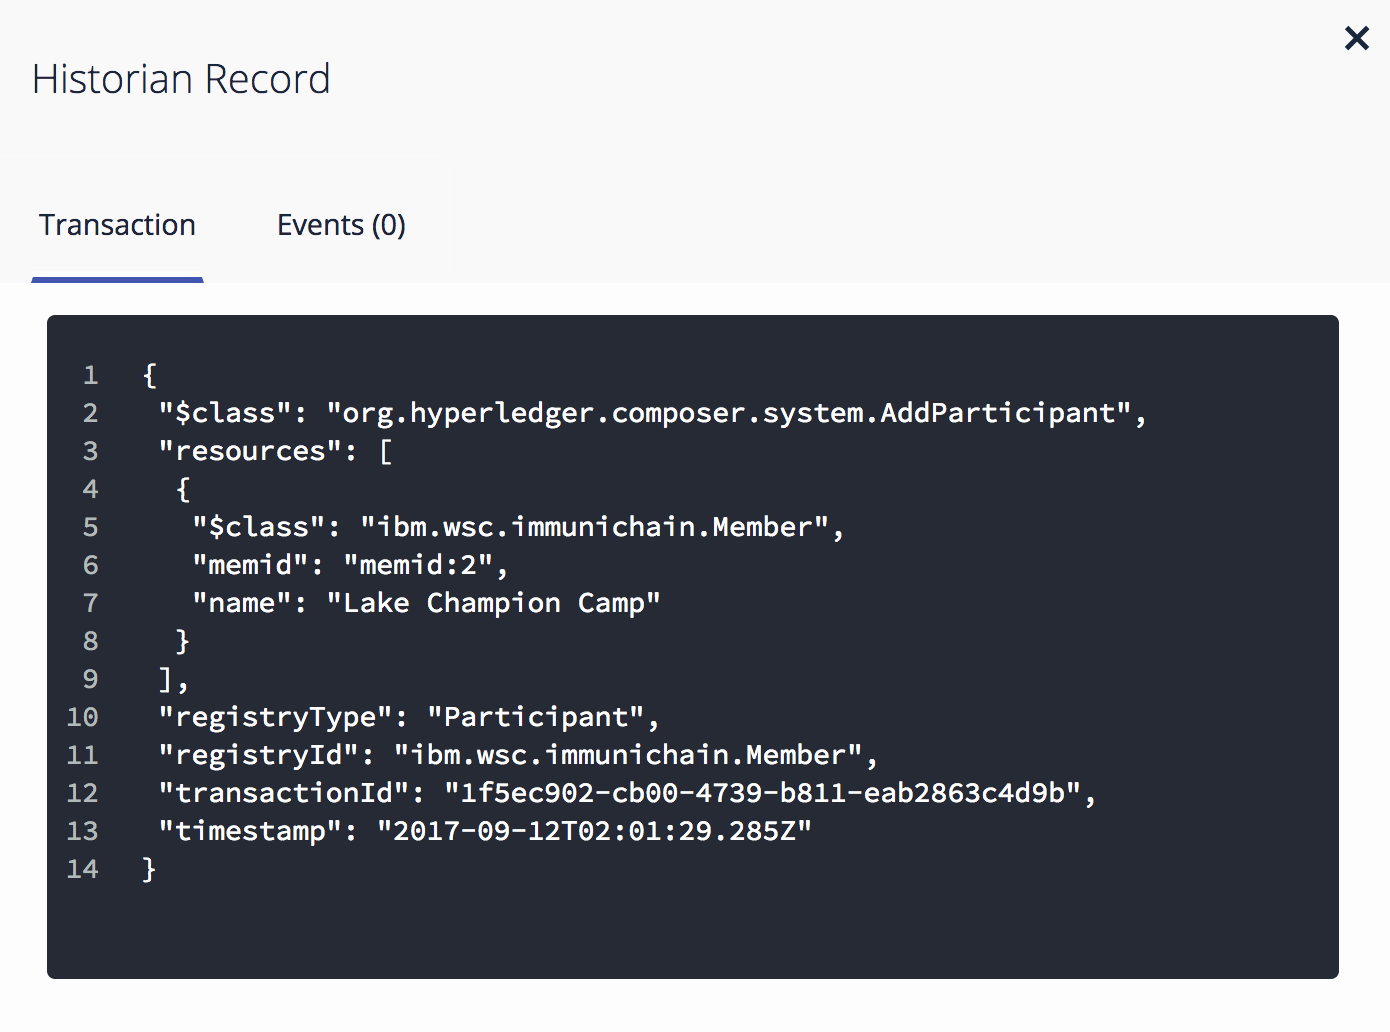 Historian Record
Transaction
Events (0)
1 {
2 "$class": "org.hyperledger.composer.system.AddParticipant",
3 "resources": [
4 {
5 "$class": "ibm.wsc.immunichain.Member",
6 "memid": "memid:2",
7 "name": "Lake Champion Camp"
8 }
9 ],
10 "registryType": "Participant",
11 "registryId": "ibm.wsc.immunichain.Member",
12 "transactionId": "1f5ec902-cb00-4739-b811-eab2863c4d9b",
13 "timestamp": "2017-09-12T02:01:29.285Z"
14 }